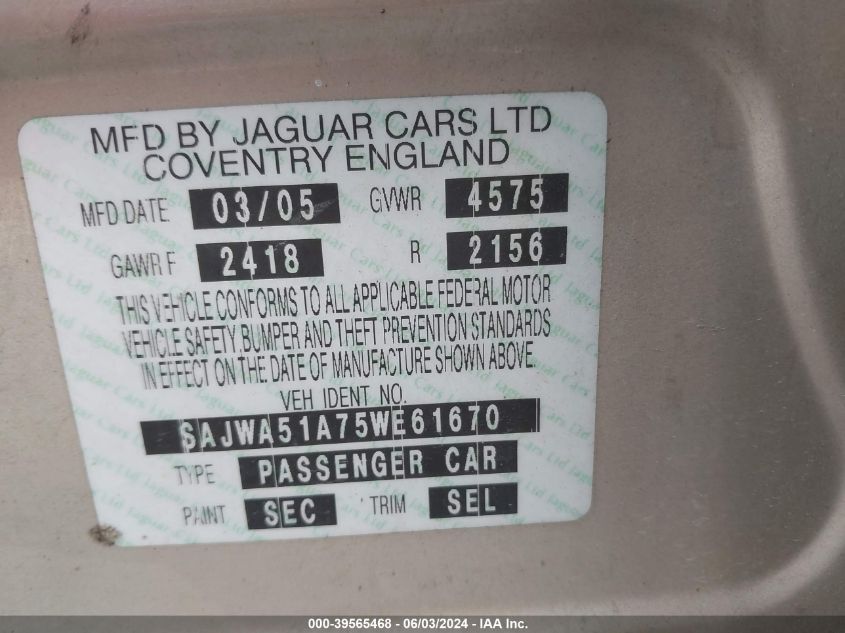 MFD BY JAGUAR CARS LTD
COVENTRY ENGLAND
MFD DATE 03/05 GVWR 4575
GAWR F 2418 R 2156
THIS VEHICLE CONFORMS TO ALL APPLICABLE FEDERAL MOTOR
VEHICLE SAFETY, BUMPER AND THEFT PREVENTION STANDARDS
IN EFFECT ON THE DATE OF MANUFACTURE SHOWN ABOVE.
VEH IDENT NO.
SAJWA51A75WE61670
TYPE PASSENGER CAR
PAINT SEC TRIM SEL
000-39565468 - 06/03/2024 - IAA Inc.